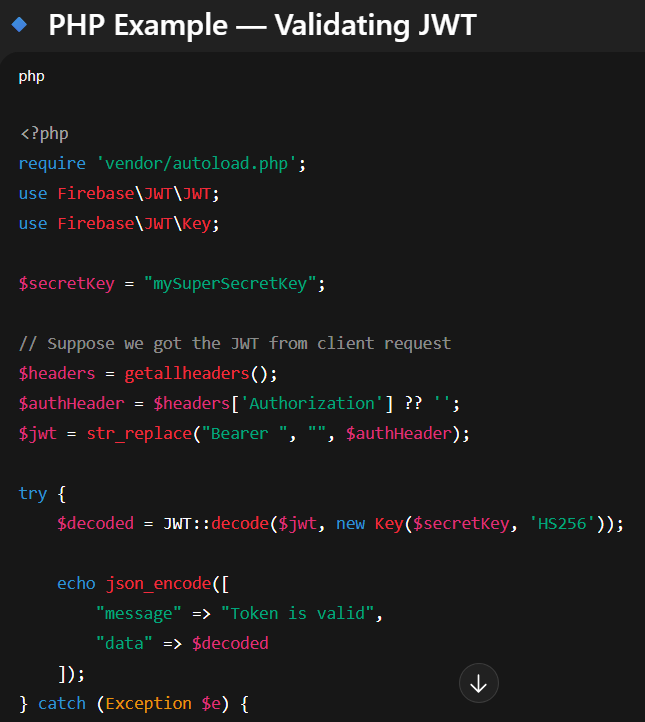 PHP Example — Validating JWT
php
<?php
require 'vendor/autoload.php';
use Firebase\JWT\JWT;
use Firebase\JWT\Key;
$secretKey = "mySuperSecretKey";
// Suppose we got the JWT from client request
$headers = getallheaders();
$authHeader = $headers['Authorization'] ?? '';
$jwt = str_replace("Bearer ", "", $authHeader);
try {
    $decoded = JWT::decode($jwt, new Key($secretKey, 'HS256'));
    echo json_encode([
        "message" => "Token is valid",
        "data" => $decoded
    ]);
} catch (Exception $e) {